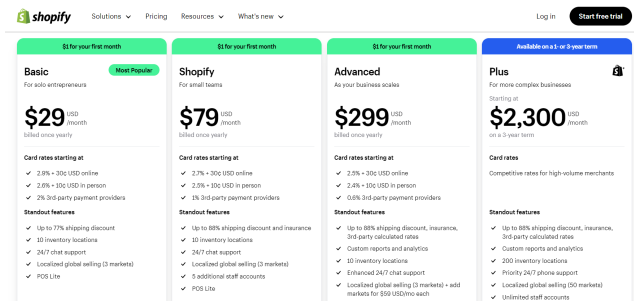 shopify
Solutions
Pricing
Resources
What's new
Log in
Start free trial
$1 for your first month
Basic
Most Popular
For solo entrepreneurs
$29 USD
/month
billed once yearly
Card rates starting at
2.9% + 30¢ USD online
2.6% + 10¢ USD in person
2% 3rd-party payment providers
Standout features
Up to 77% shipping discount
10 inventory locations
24/7 chat support
Localized global selling (3 markets)
POS Lite
$1 for your first month
Shopify
For small teams
$79 USD
/month
billed once yearly
Card rates starting at
2.7% + 30¢ USD online
2.5% + 10¢ USD in person
1% 3rd-party payment providers
Standout features
Up to 88% shipping discount and insurance
10 inventory locations
24/7 chat support
Localized global selling (3 markets)
5 additional staff accounts
POS Lite
$1 for your first month
Advanced
As your business scales
$299 USD
/month
billed once yearly
Card rates starting at
2.5% + 30¢ USD online
2.4% + 10¢ USD in person
0.6% 3rd-party payment providers
Standout features
Up to 88% shipping discount, insurance,
3rd-party calculated rates
Custom reports and analytics
10 inventory locations
Enhanced 24/7 chat support
Localized global selling (3 markets) + add
markets for $59 USD/mo each
Available on a 1- or 3-year term
Plus
For more complex businesses
Starting at
$2,300 USD
/month
on a 3-year term
Card rates
Competitive rates for high-volume merchants
Standout features
Up to 88% shipping discount, insurance,
3rd-party calculated rates
Custom reports and analytics
200 inventory locations
Priority 24/7 phone support
Localized global selling (50 markets)
Unlimited staff accounts